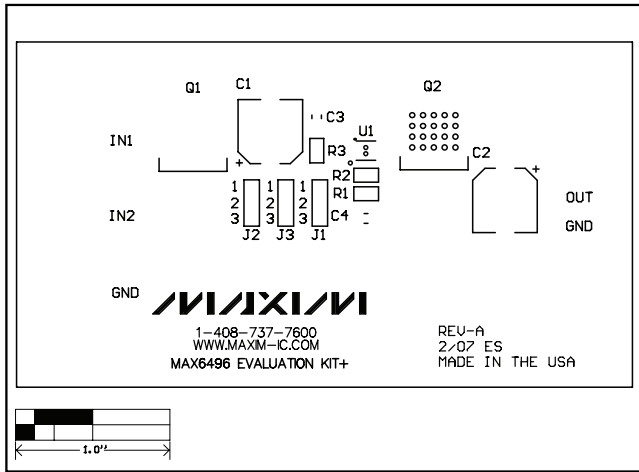 Q1
C1
Q2
C3
U1
IN1
R3
C2
R2
1 1 1
R1
OUT
IN2
2 2 2
3 3 3
C4
J2 J3 J1
GND
GND
MAXIM
1-408-737-7600
WWW.MAXIM-IC.COM
MAX6496 EVALUATION KIT+
REV-A
2/07 ES
MADE IN THE USA
1.0"